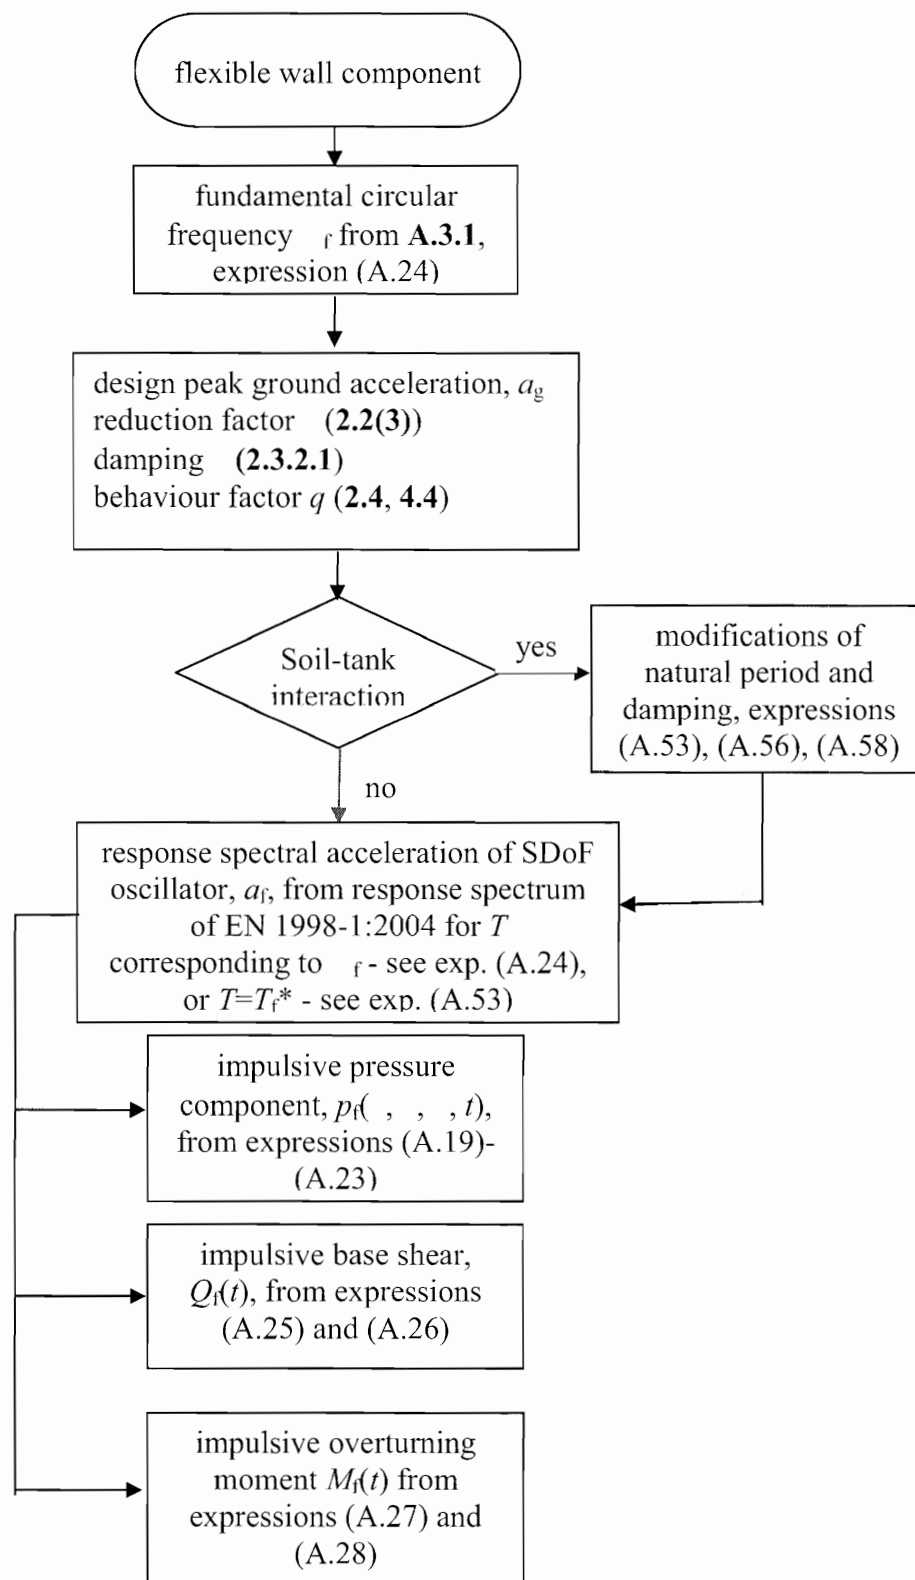 flexible wall component
fundamental circular
frequency f from A.3.1,
expression (A.24)
design peak ground acceleration, ag
reduction factor (2.2(3))
damping (2.3.2.1)
behaviour factor q (2.4, 4.4)
Soil-tank
interaction
yes
modifications of
natural period and
damping, expressions
(A.53), (A.56), (A.58)
no
response spectral acceleration of SDoF
oscillator, af, from response spectrum
of EN 1998-1:2004 for T
corresponding to f - see exp. (A.24),
or T=Tf* - see exp. (A.53)
impulsive pressure
component, pf( , , , t),
from expressions (A.19)-
(A.23)
impulsive base shear,
Qf(t), from expressions
(A.25) and (A.26)
impulsive overturning
moment Mf(t) from
expressions (A.27) and
(A.28)